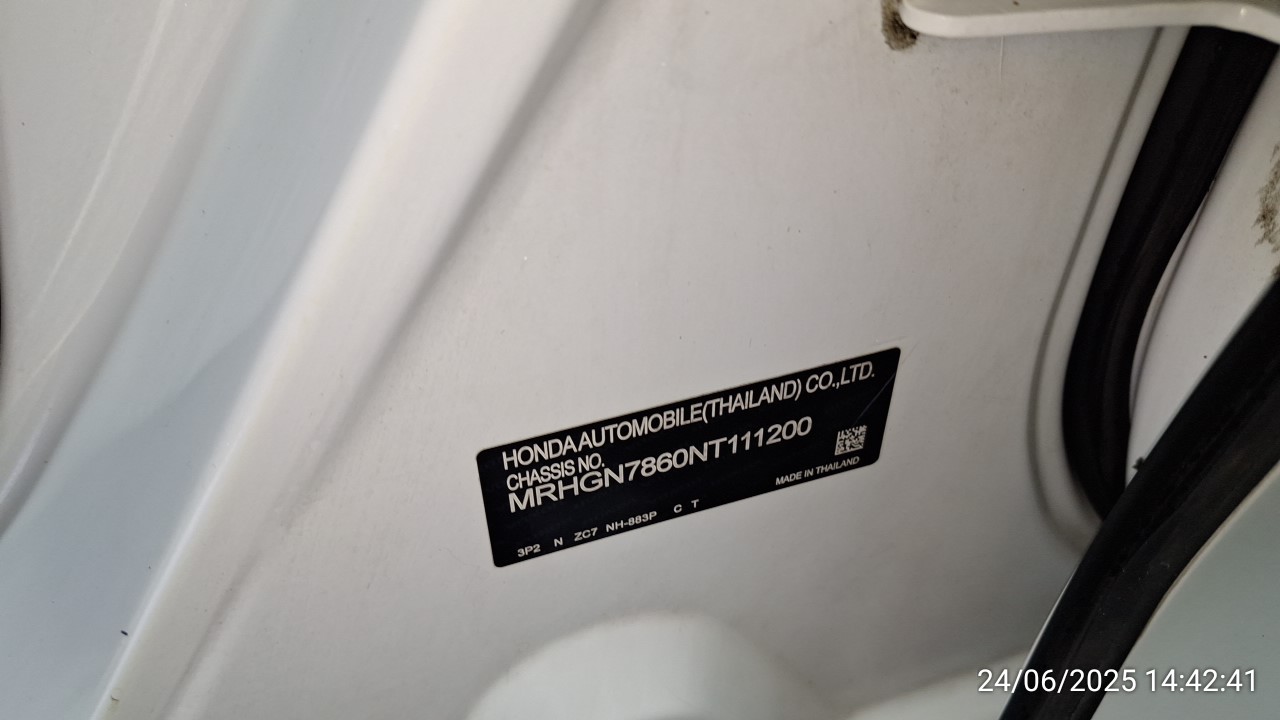 HONDA AUTOMOBILE(THAILAND) CO.,LTD.
CHASSIS NO.
MRHGN7860NT111200
MADE IN THAILAND
3P2 N ZC7 NH-883P C T
24/06/2025 14:42:41